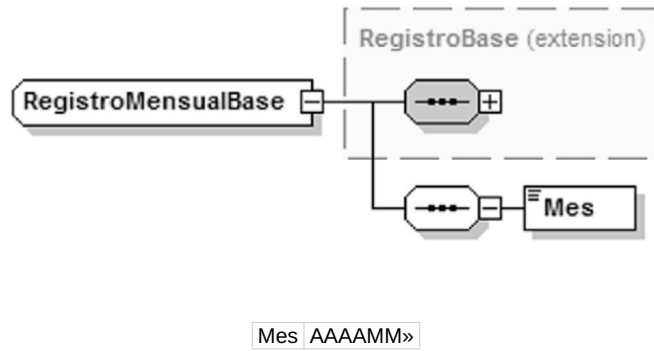 RegistroBase (extension)
RegistroMensualBase
Mes
Mes AAAAMM»